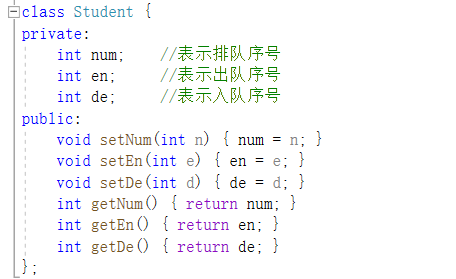 class Student {
private:
    int num;    //表示排队序号
    int en;     //表示出队序号
    int de;     //表示入队序号
public:
    void setNum(int n) { num = n; }
    void setEn(int e) { en = e; }
    void setDe(int d) { de = d; }
    int getNum() { return num; }
    int getEn() { return en; }
    int getDe() { return de; }
};